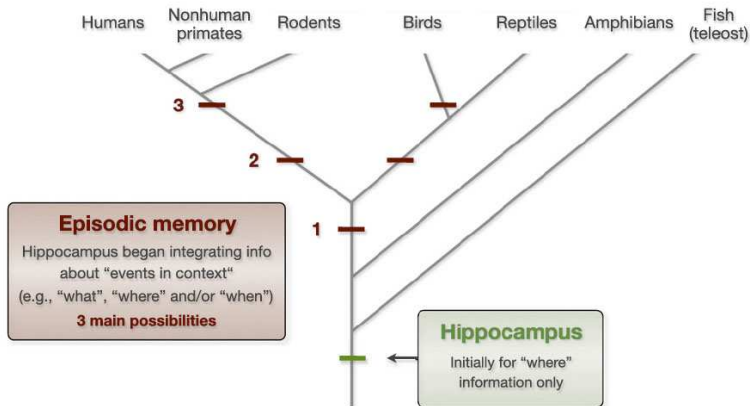 Humans
Nonhuman
primates
Rodents
Birds
Reptiles
Amphibians
Fish
(teleost)
3
2
1
Episodic memory
Hippocampus began integrating info
about “events in context“
(e.g., “what”, “where” and/or “when”)
3 main possibilities
Hippocampus
Initially for “where”
information only